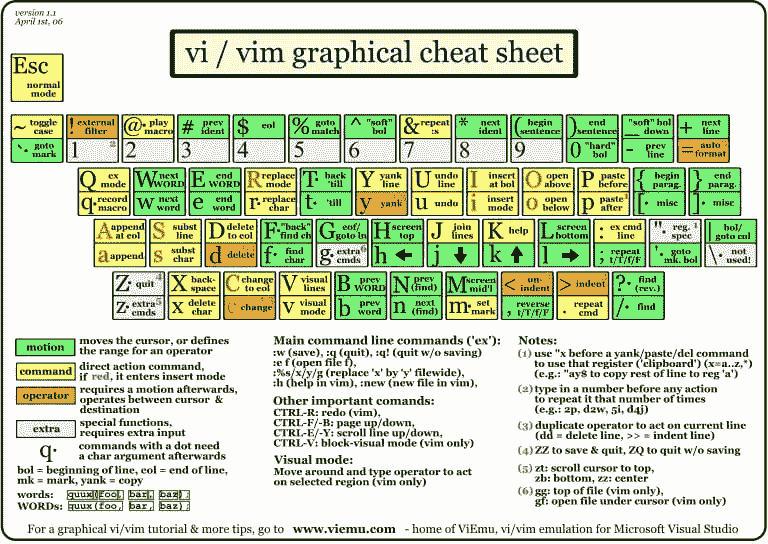 version 1.1
April 1st, 06
vi / vim graphical cheat sheet
Esc
normal
mode
~ toggle case
! external filter
@· play macro
# prev ident
$ eol
% goto match
^ "soft" bol
& repeat :s
* next ident
( begin sentence
) end sentence
_ "soft" bol down
+ next line
`· goto mark
1 2
2
3
4
5
6
7
8
9
0 "hard" bol
- prev line
= auto format
Q ex mode
W next WORD
E end WORD
R replace mode
T· back 'till
Y yank line
U undo line
I insert at bol
O open above
P paste before
{ begin parag.
} end parag.
q· record macro
w next word
e end word
r· replace char
t· 'till
y yank
u undo
i insert mode
o open below
p paste after
[· misc
]· misc
A append at eol
S subst line
D delete to eol
F· "back" find ch
G eof/ goto ln
H screen top
J join lines
K help
L screen bottom
: ex cmd line
"· reg. spec
| bol/ goto col
a append
s subst char
d delete
f· find char
g· extra cmds
h ←
j ↓
k ↑
l →
; repeat t/T/f/F
'· goto mk. bol
\· not used!
Z· quit 4
X back- space
C change to eol
V visual lines
B prev WORD
N prev (find)
M screen mid'l
< un- indent
> indent
?· find (rev.)
z· extra cmds
x delete char
c change
v visual mode
b prev word
n next (find)
m· set mark
, reverse t/T/f/F
. repeat cmd
/· find
motion moves the cursor, or defines
the range for an operator
command direct action command,
if red, it enters insert mode
operator requires a motion afterwards,
operates between cursor &
destination
extra special functions,
requires extra input
q· commands with a dot need
a char argument afterwards
bol = beginning of line, eol = end of line,
mk = mark, yank = copy
words: quux(foo, bar, baz);
WORDs: quux(foo, bar, baz);
Main command line commands ('ex'):
:w (save), :q (quit), :q! (quit w/o saving)
:e f (open file f),
:%s/x/y/g (replace 'x' by 'y' filewide),
:h (help in vim), :new (new file in vim),
Other important comands:
CTRL-R: redo (vim),
CTRL-F/-B: page up/down,
CTRL-E/-Y: scroll line up/down,
CTRL-V: block-visual mode (vim only)
Visual mode:
Move around and type operator to act
on selected region (vim only)
Notes:
(1) use "x before a yank/paste/del command
to use that register ('clipboard') (x=a..z,*)
(e.g.: "ay$ to copy rest of line to reg 'a')
(2) type in a number before any action
to repeat it that number of times
(e.g.: 2p, d2w, 5i, d4j)
(3) duplicate operator to act on current line
(dd = delete line, >> = indent line)
(4) ZZ to save & quit, ZQ to quit w/o saving
(5) zt: scroll cursor to top,
zb: bottom, zz: center
(6) gg: top of file (vim only),
gf: open file under cursor (vim only)
For a graphical vi/vim tutorial & more tips, go to www.viemu.com - home of ViEmu, vi/vim emulation for Microsoft Visual Studio